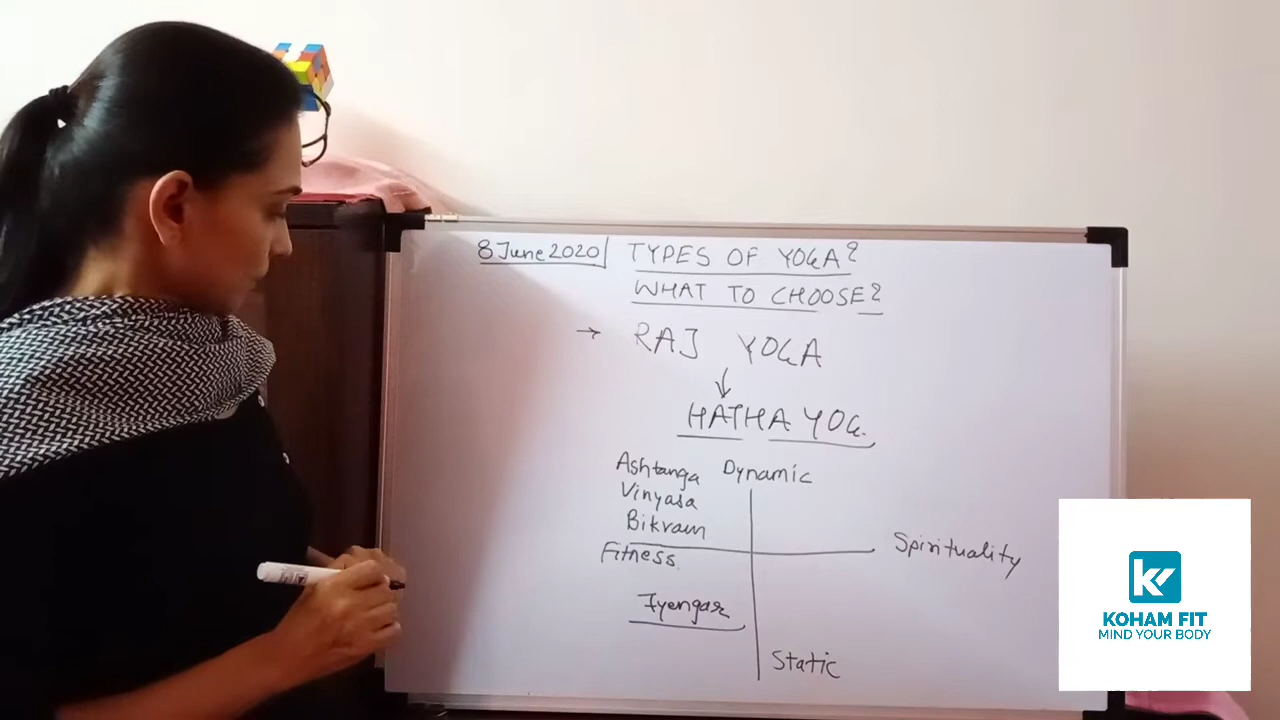 8 June 2020 TYPES OF YOGA?
WHAT TO CHOOSE?
→ RAJ YOGA
HATHA YOG.
Ashtanga Dynamic
Vinyasa
Bikram
Spirituality
Fitness.
Iyengar
Static
KOHAM FIT
MIND YOUR BODY